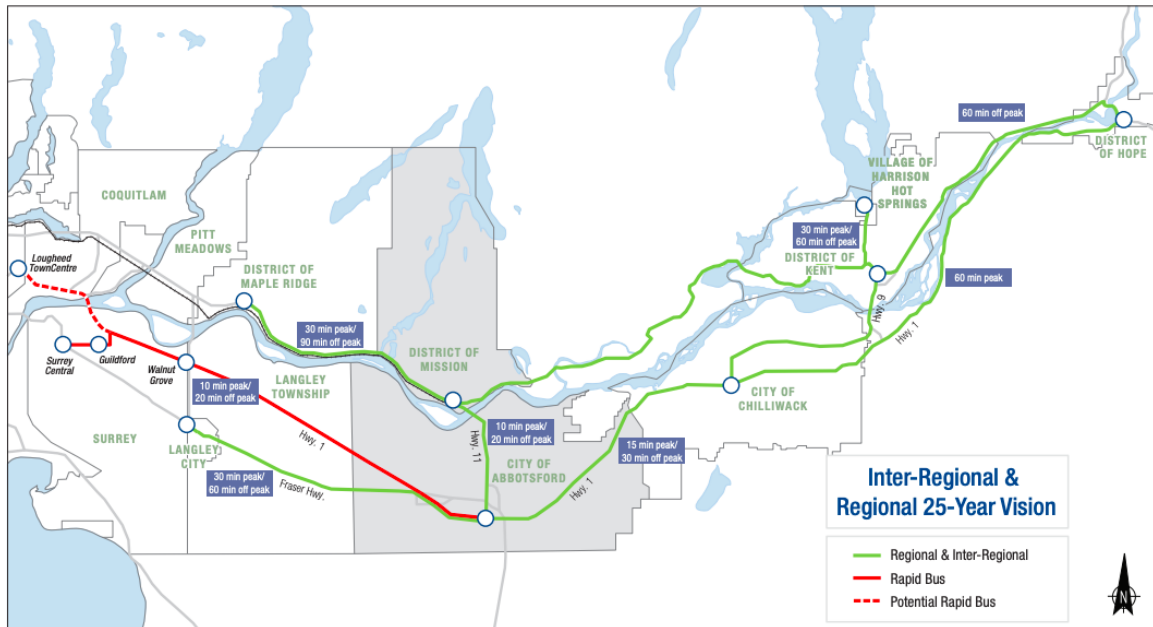 60 min off peak
DISTRICT
OF HOPE
VILLAGE OF
HARRISON
HOT
SPRINGS
COQUITLAM
PITT
MEADOWS
30 min peak/
60 min off peak
Lougheed
TownCentre
DISTRICT OF
MAPLE RIDGE
DISTRICT OF
KENT
60 min peak
Hwy. 9
30 min peak/
90 min off peak
Hwy. 1
Surrey
Central
Guildford
DISTRICT OF
MISSION
Walnut
Grove
10 min peak/
20 min off peak
LANGLEY
TOWNSHIP
CITY OF
CHILLIWACK
Hwy. 1
Hwy. 11
10 min peak/
20 min off peak
15 min peak/
30 min off peak
SURREY
LANGLEY
CITY
CITY OF
ABBOTSFORD
30 min peak/
60 min off peak
Fraser Hwy.
Hwy. 1
Inter-Regional &
Regional 25-Year Vision
Regional & Inter-Regional
Rapid Bus
Potential Rapid Bus
N